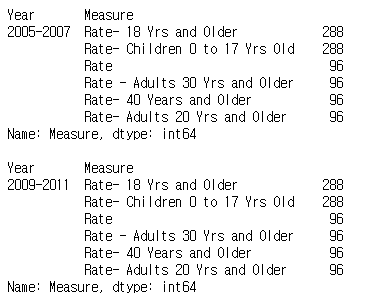 Year Measure
2005-2007 Rate- 18 Yrs and Older 288
Rate- Children 0 to 17 Yrs Old 288
Rate 96
Rate - Adults 30 Yrs and Older 96
Rate- 40 Years and Older 96
Rate- Adults 20 Yrs and Older 96
Name: Measure, dtype: int64
Year Measure
2009-2011 Rate- 18 Yrs and Older 288
Rate- Children 0 to 17 Yrs Old 288
Rate 96
Rate - Adults 30 Yrs and Older 96
Rate- 40 Years and Older 96
Rate- Adults 20 Yrs and Older 96
Name: Measure, dtype: int64